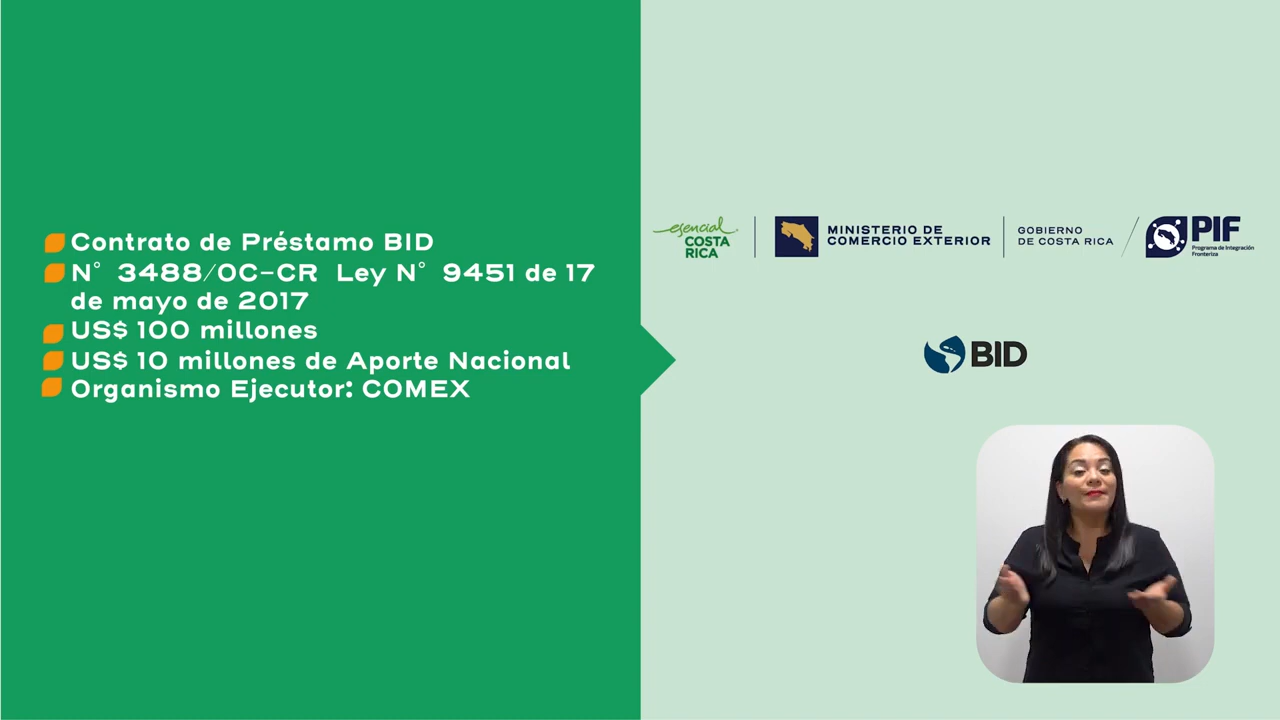 Contrato de Préstamo BID
N° 3488/OC-CR Ley N° 9451 de 17
de mayo de 2017
US$ 100 millones
US$ 10 millones de Aporte Nacional
Organismo Ejecutor: COMEX
esencial
COSTA
RICA
MINISTERIO DE
COMERCIO EXTERIOR
GOBIERNO
DE COSTA RICA
PIF
Programa de Integración
Fronteriza
BID